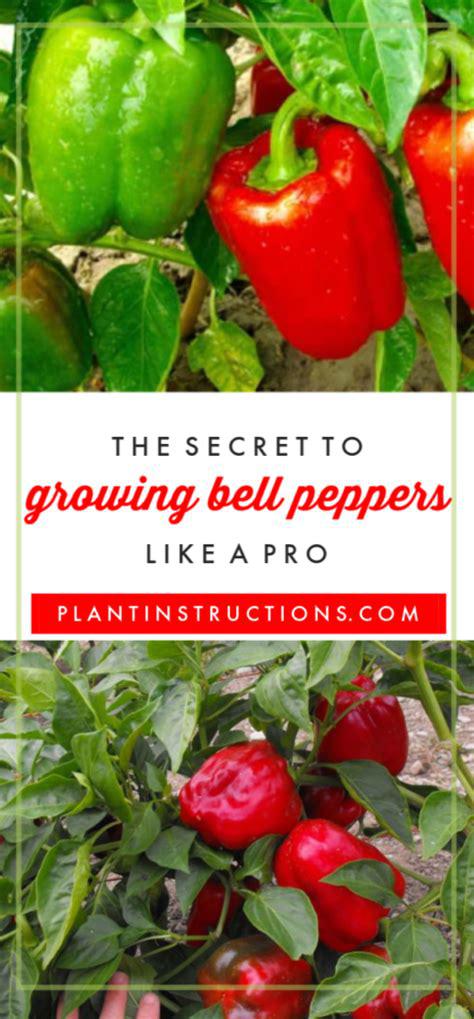 THE SECRET TO
growing bell peppers
LIKE A PRO
PLANTINSTRUCTIONS.COM